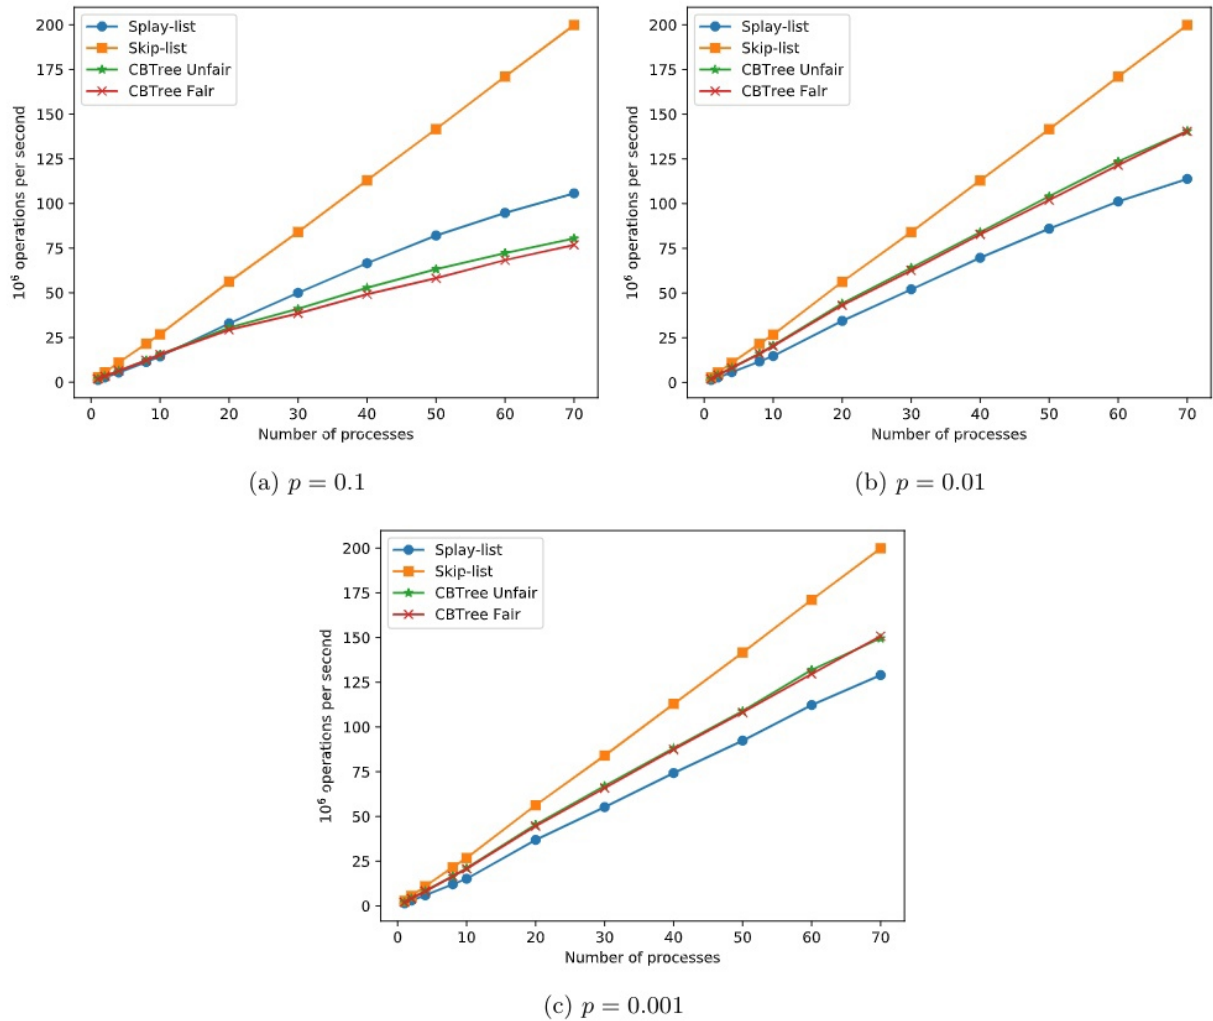 Splay-list
Skip-list
CBTree Unfair
CBTree Fair
200
175
150
125
100
75
50
25
0
10⁶ operations per second
0 10 20 30 40 50 60 70
Number of processes
(a) p = 0.1
Splay-list
Skip-list
CBTree Unfair
CBTree Fair
200
175
150
125
100
75
50
25
0
10⁶ operations per second
0 10 20 30 40 50 60 70
Number of processes
(b) p = 0.01
Splay-list
Skip-list
CBTree Unfair
CBTree Fair
200
175
150
125
100
75
50
25
0
10⁶ operations per second
0 10 20 30 40 50 60 70
Number of processes
(c) p = 0.001